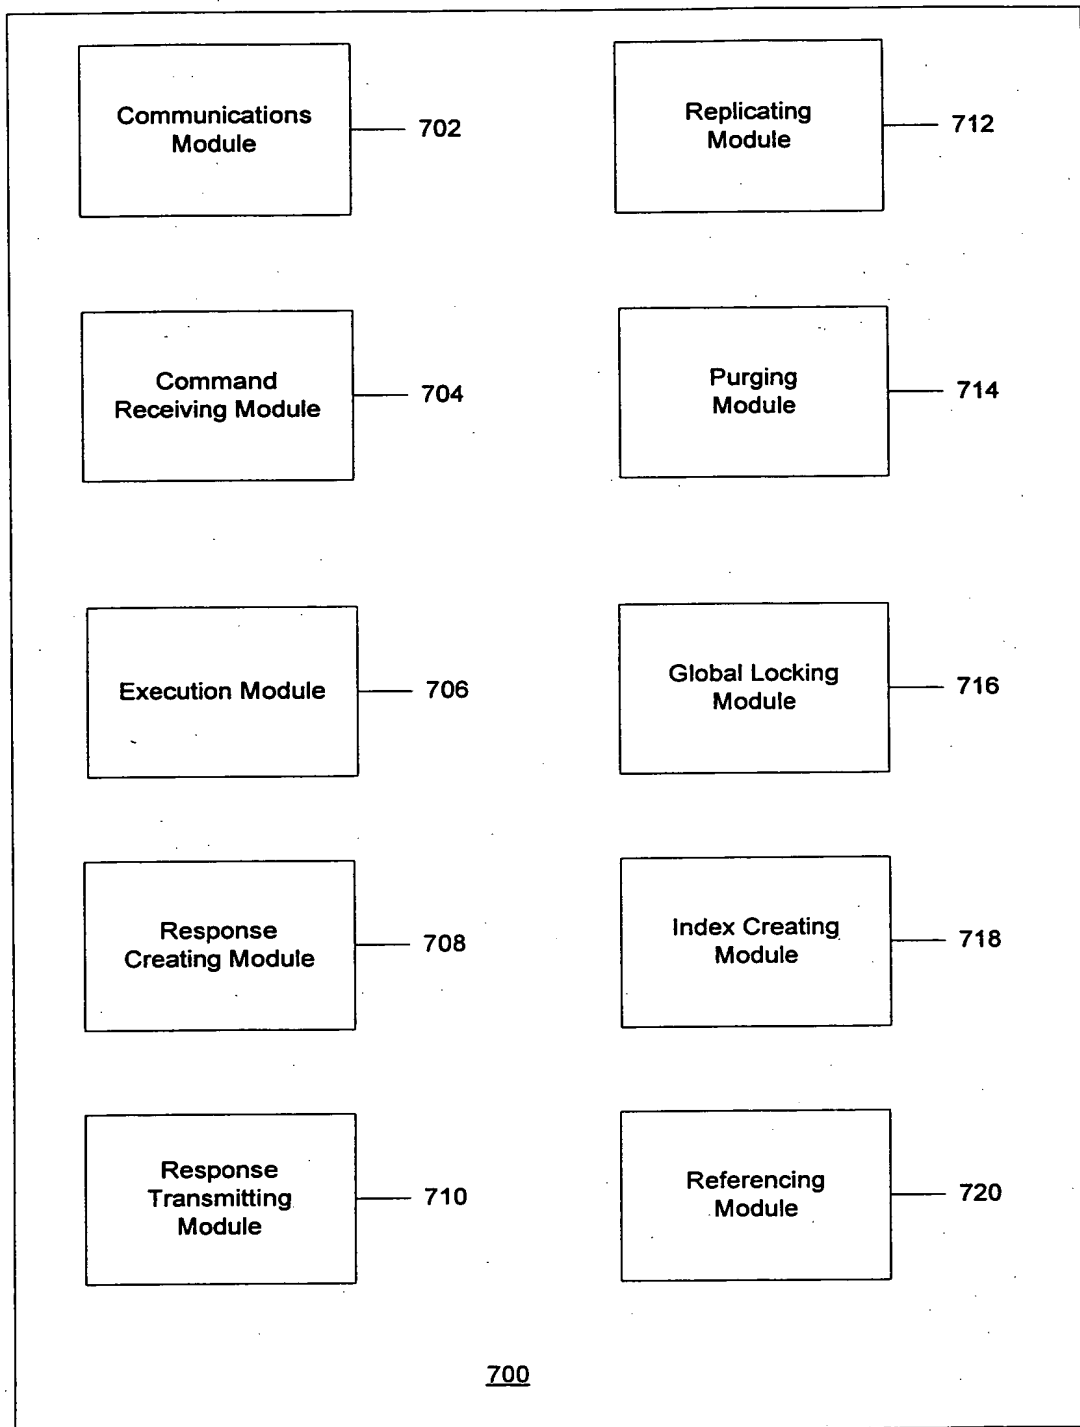 Communications
Module
702
Replicating
Module
712
Command
Receiving Module
704
Purging
Module
714
Execution Module
706
Global Locking
Module
716
Response
Creating Module
708
Index Creating
Module
718
Response
Transmitting
Module
710
Referencing
Module
720
700